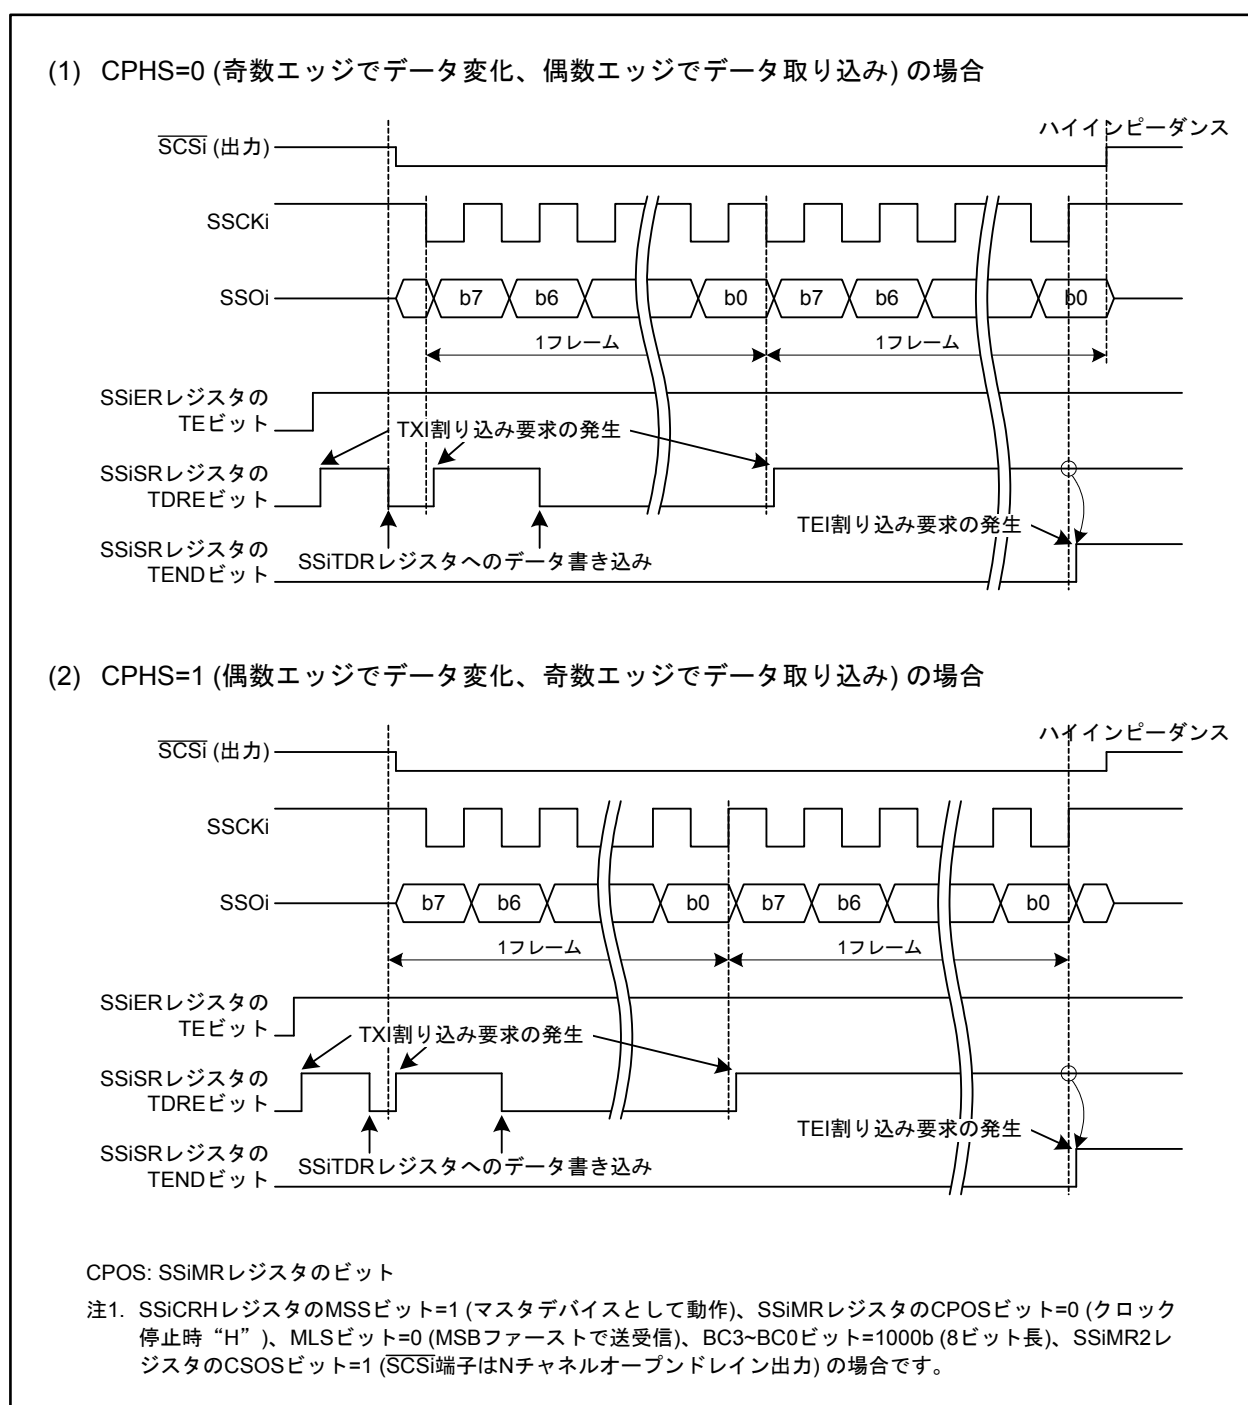 (1) CPHS=0 (奇数エッジでデータ変化、偶数エッジでデータ取り込み) の場合
ハイインピーダンス
SCSi (出力)
SSCKi
SSOi
b7 b6 b0 b7 b6 b0
1フレーム 1フレーム
SSiERレジスタの
TEビット
TXI割り込み要求の発生
SSiSRレジスタの
TDREビット
TEI割り込み要求の発生
SSiSRレジスタの
TENDビット
SSiTDRレジスタへのデータ書き込み
(2) CPHS=1 (偶数エッジでデータ変化、奇数エッジでデータ取り込み) の場合
ハイインピーダンス
SCSi (出力)
SSCKi
SSOi
b7 b6 b0 b7 b6 b0
1フレーム 1フレーム
SSiERレジスタの
TEビット
TXI割り込み要求の発生
SSiSRレジスタの
TDREビット
TEI割り込み要求の発生
SSiSRレジスタの
TENDビット
SSiTDRレジスタへのデータ書き込み
CPOS: SSiMRレジスタのビット
注1. SSiCRHレジスタのMSSビット=1 (マスタデバイスとして動作)、SSiMRレジスタのCPOSビット=0 (クロック
停止時“H”)、MLSビット=0 (MSBファーストで送受信)、BC3~BC0ビット=1000b (8ビット長)、SSiMR2レ
ジスタのCSOSビット=1 (SCSi端子はNチャネルオープンドレイン出力) の場合です。